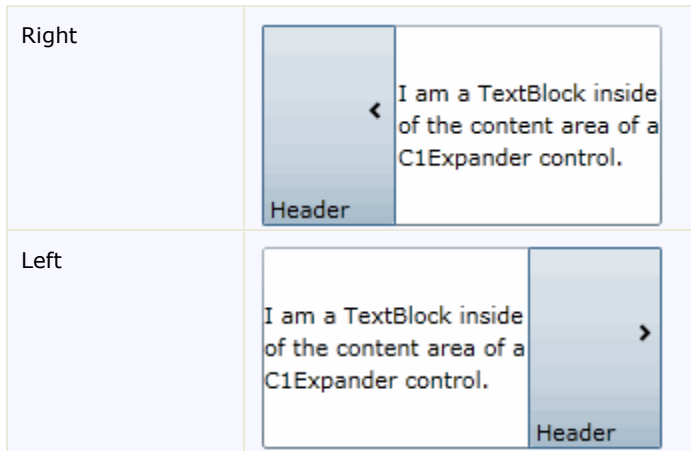 Right
I am a TextBlock inside
of the content area of a
C1Expander control.
Header
Left
I am a TextBlock inside
of the content area of a
C1Expander control.
Header